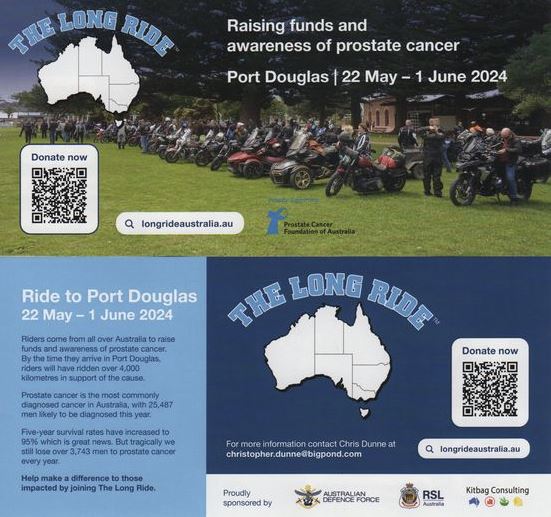 THE LONG RIDE™
Raising funds and
awareness of prostate cancer
Port Douglas | 22 May – 1 June 2024
Donate now
longrideaustralia.au
Proudly supporting
Prostate Cancer
Foundation of Australia
Ride to Port Douglas
22 May – 1 June 2024
Riders come from all over Australia to raise
funds and awareness of prostate cancer.
By the time they arrive in Port Douglas,
riders will have ridden over 4,000
kilometres in support of the cause.
Prostate cancer is the most commonly
diagnosed cancer in Australia, with 25,487
men likely to be diagnosed this year.
Five-year survival rates have increased to
95% which is great news. But tragically we
still lose over 3,743 men to prostate cancer
every year.
Help make a difference to those
impacted by joining The Long Ride.
THE LONG RIDE™
Donate now
For more information contact Chris Dunne at
christopher.dunne@bigpond.com
longrideaustralia.au
Proudly
sponsored by
AUSTRALIAN
DEFENCE FORCE
RSL
Australia
Kitbag Consulting